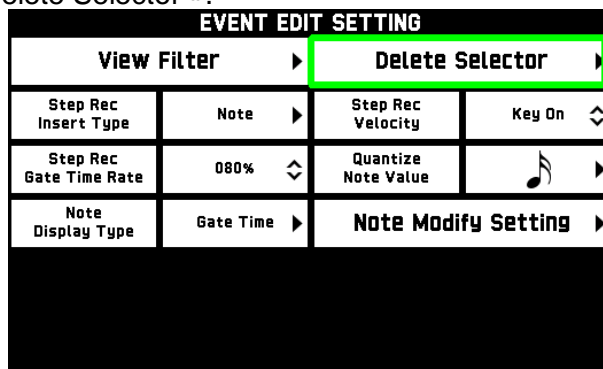 elete Selector".
EVENT EDIT SETTING
View Filter Delete Selector
Step Rec Insert Type Note Step Rec Velocity Key On
Step Rec Gate Time Rate 080% Quantize Note Value
Note Display Type Gate Time Note Modify Setting